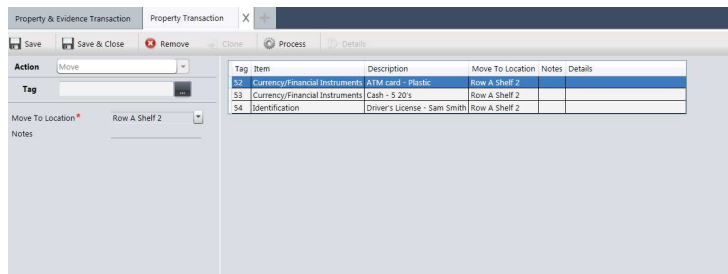 Property & Evidence Transaction Property Transaction X +
Save Save & Close Remove Clone Process Details
Action Move
Tag ...
Move To Location * Row A Shelf 2
Notes
Tag Item Description Move To Location Notes Details
52 Currency/Financial Instruments ATM card - Plastic Row A Shelf 2
53 Currency/Financial Instruments Cash - 5 20's Row A Shelf 2
54 Identification Driver's License - Sam Smith Row A Shelf 2